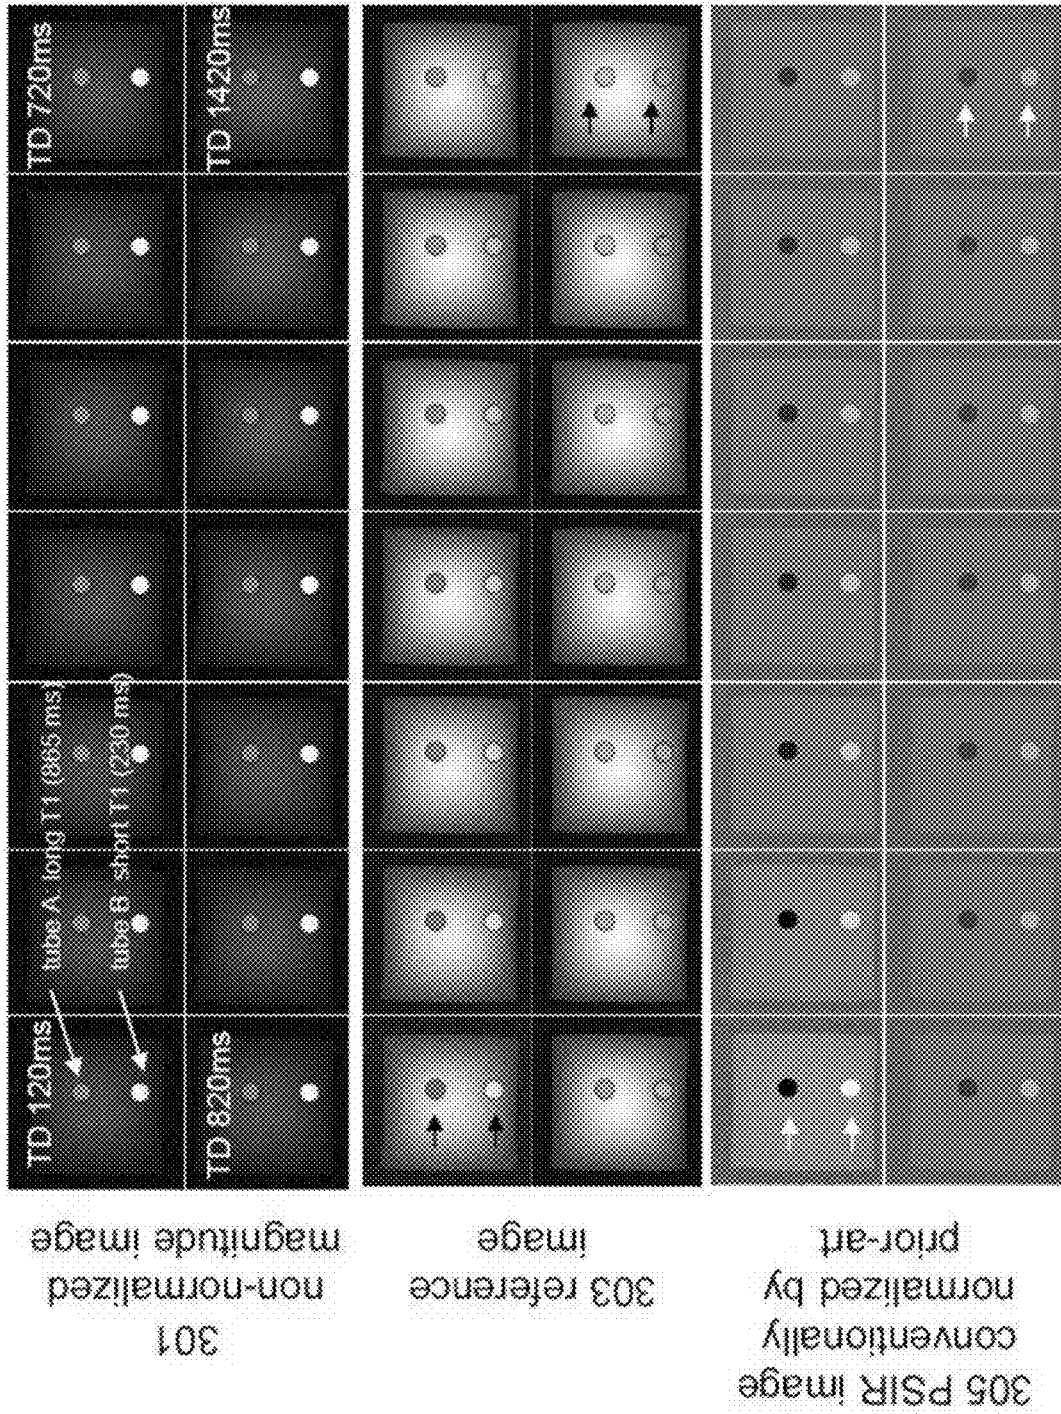 TD 120ms
TD 720ms
tube A: long T1 (865 ms)
tube B: short T1 (230 ms)
TD 820ms
TD 1420ms
301
non-normalized
magnitude image
303 reference
image
305 PSIR image
conventionally
normalized by
prior-art